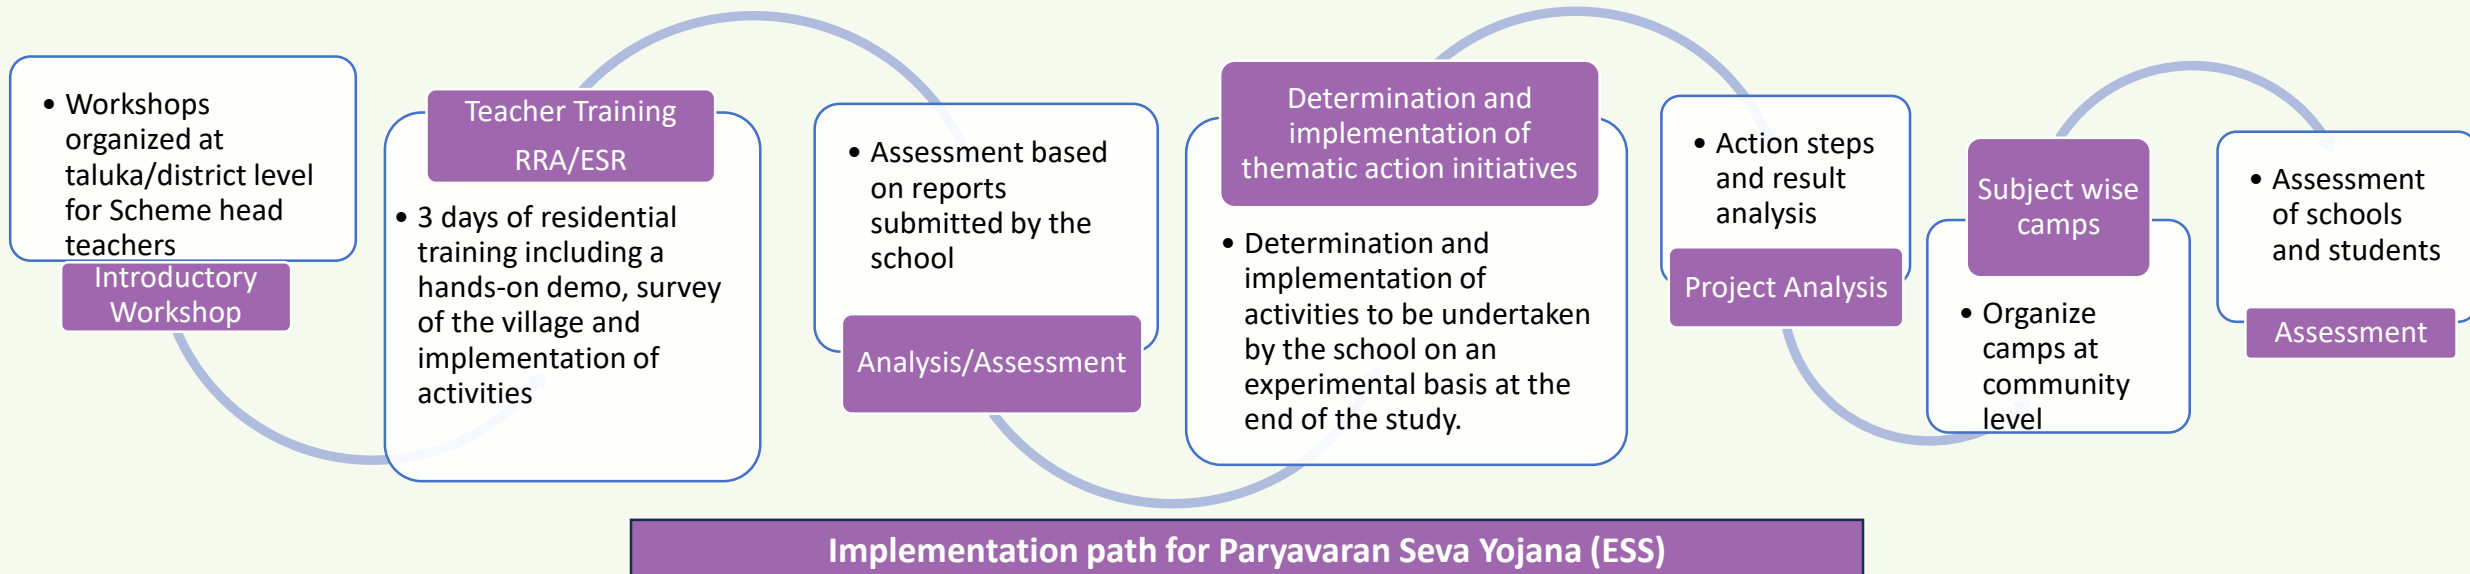 • Workshops
organized at
taluka/district level
for Scheme head
teachers
Introductory
Workshop
Teacher Training
RRA/ESR
• 3 days of residential
training including a
hands-on demo, survey
of the village and
implementation of
activities
• Assessment based
on reports
submitted by the
school
Analysis/Assessment
Determination and
implementation of
thematic action initiatives
• Determination and
implementation of
activities to be undertaken
by the school on an
experimental basis at the
end of the study.
• Action steps
and result
analysis
Project Analysis
Subject wise
camps
• Organize
camps at
community
level
• Assessment
of schools
and students
Assessment
Implementation path for Paryavaran Seva Yojana (ESS)